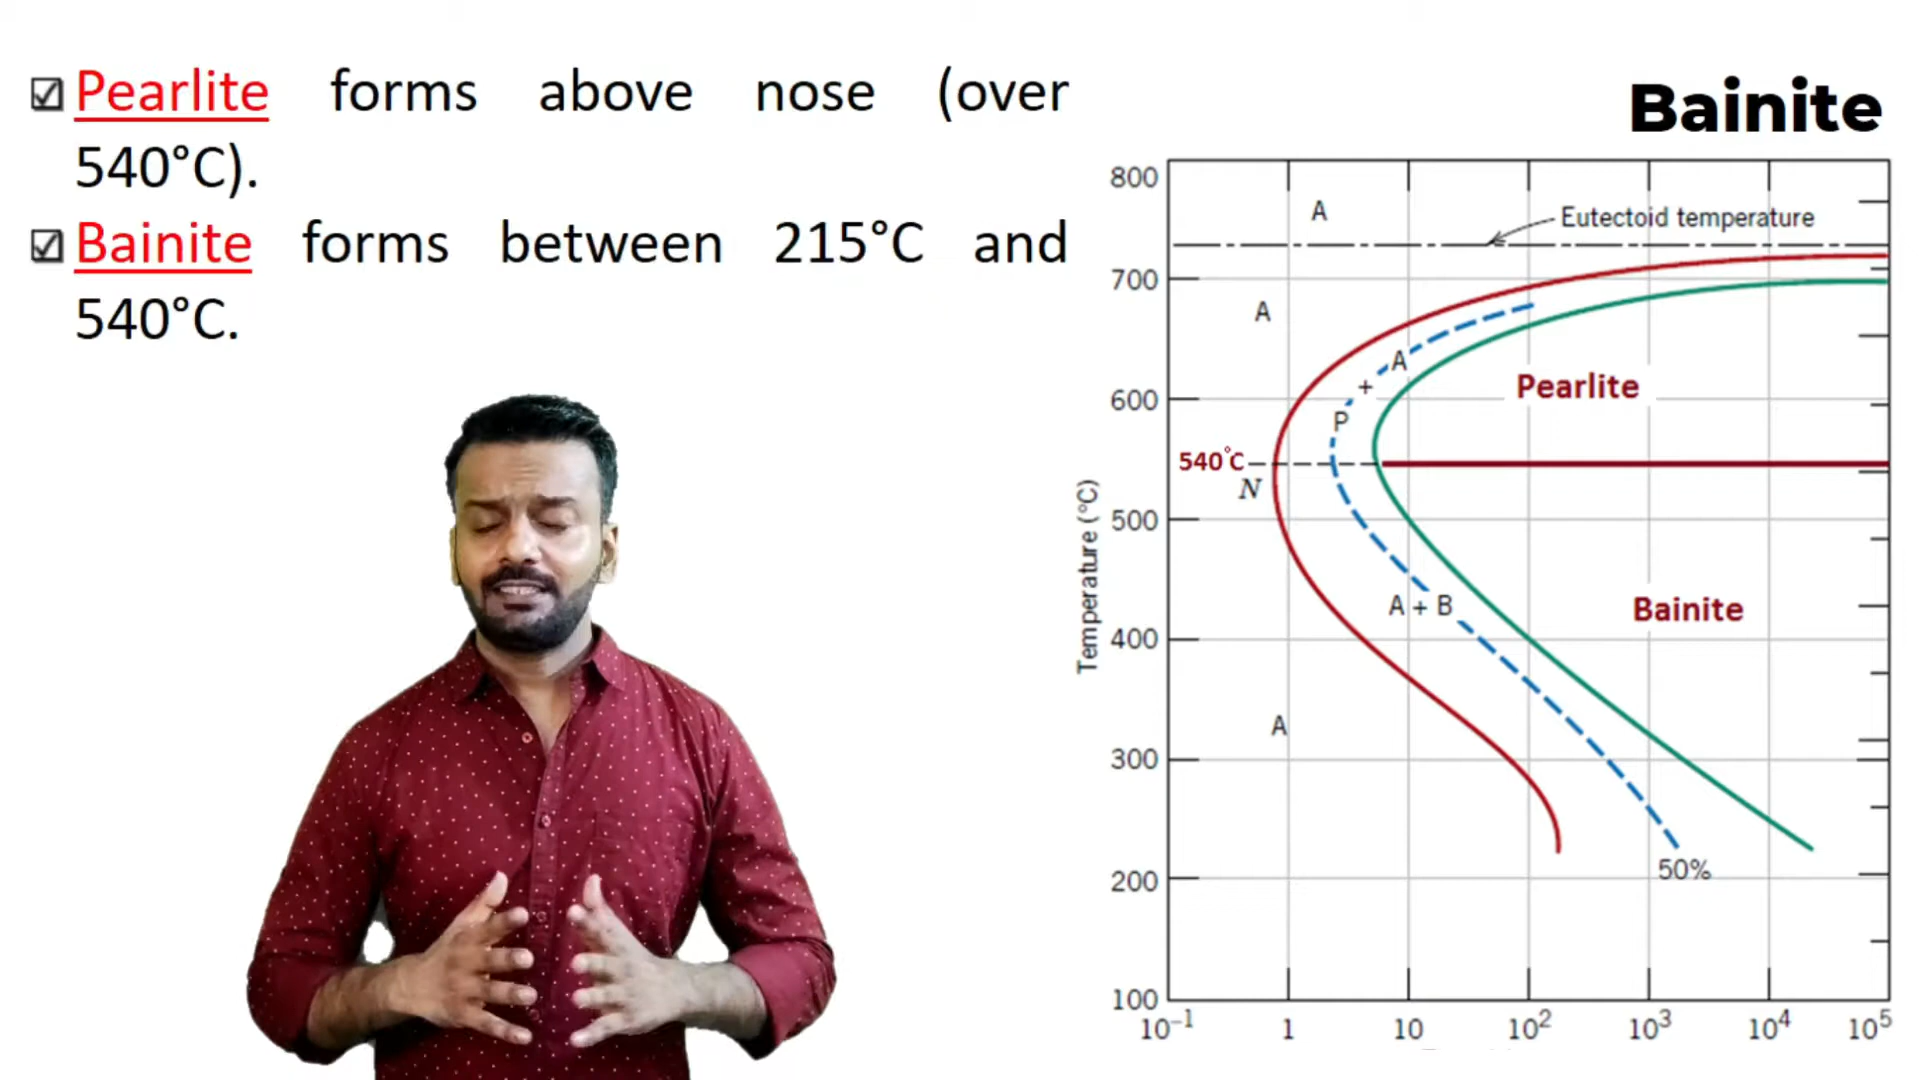 Pearlite forms above nose (over
540°C).
Bainite forms between 215°C and
540°C.
Bainite
800
A
Eutectoid temperature
700
A
A
+
P
Pearlite
600
540°C
N
500
Temperature (°C)
A + B
Bainite
400
A
300
50%
200
100
10⁻¹ 1 10 10² 10³ 10⁴ 10⁵